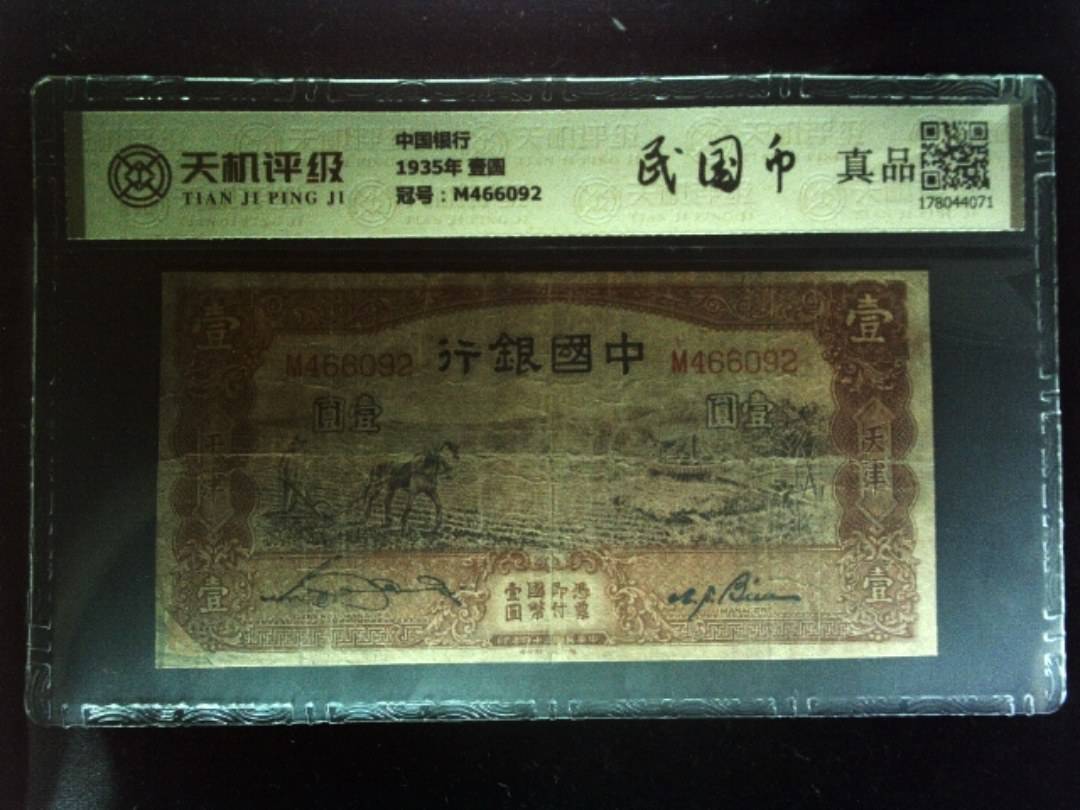 天机评级
TIAN JI PING JI
中国银行
1935年 壹圆
冠号：M466092
民国币
真品
178044071
壹
壹
M466092
行銀國中
M466092
圓壹
圓壹
天津
天津
憑票
即付
國幣
壹圓
壹
壹
MANAGER